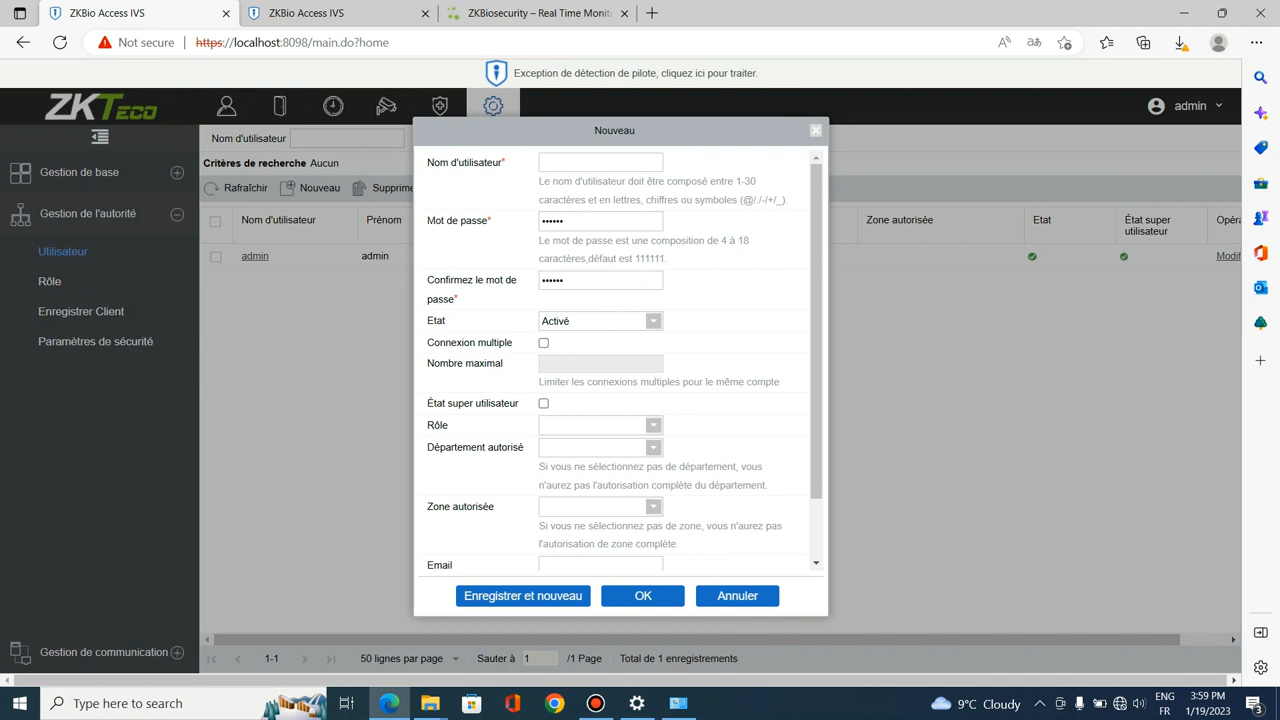 ZKBio Access IVS
ZKBio Access IVS
ZKBiosecurity – Real Time Monito
Not secure
https://localhost:8098/main.do?home
Exception de détection de pilote, cliquez ici pour traiter.
ZKTeco
admin
Gestion de base
Gestion de l'autorité
Utilisateur
Rôle
Enregistrer Client
Paramètres de sécurité
Gestion de communication
Nom d'utilisateur
Critères de recherche Aucun
Rafraîchir
Nouveau
Supprime
Nom d'utilisateur
Prénom
Zone autorisée
Etat
État super
utilisateur
Opéra
admin
admin
Modif
Nouveau
Nom d'utilisateur*
Le nom d'utilisateur doit être composé entre 1-30
caractères et en lettres, chiffres ou symboles (@/./-/+/_).
Mot de passe*
••••••
Le mot de passe est une composition de 4 à 18
caractères,défaut est 111111.
Confirmez le mot de
passe*
••••••
Etat
Activé
Connexion multiple
Nombre maximal
Limiter les connexions multiples pour le même compte
État super utilisateur
Rôle
Département autorisé
Si vous ne sélectionnez pas de département, vous
n'aurez pas l'autorisation complète du département.
Zone autorisée
Si vous ne sélectionnez pas de zone, vous n'aurez pas
l'autorisation de zone complète.
Email
Enregistrer et nouveau
OK
Annuler
1-1
50 lignes par page
Sauter à
1
/1 Page
Total de 1 enregistrements
Type here to search
9°C Cloudy
ENG
FR
3:59 PM
1/19/2023
3